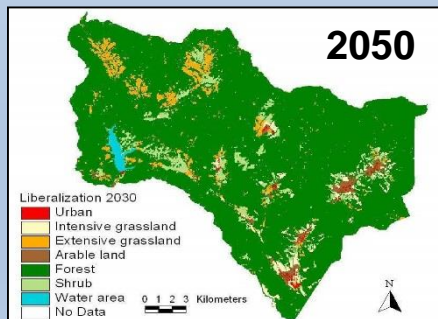 2050
Liberalization 2030
Urban
Intensive grassland
Extensive grassland
Arable land
Forest
Shrub
Water area
No Data
0 1 2 3 Kilometers
N